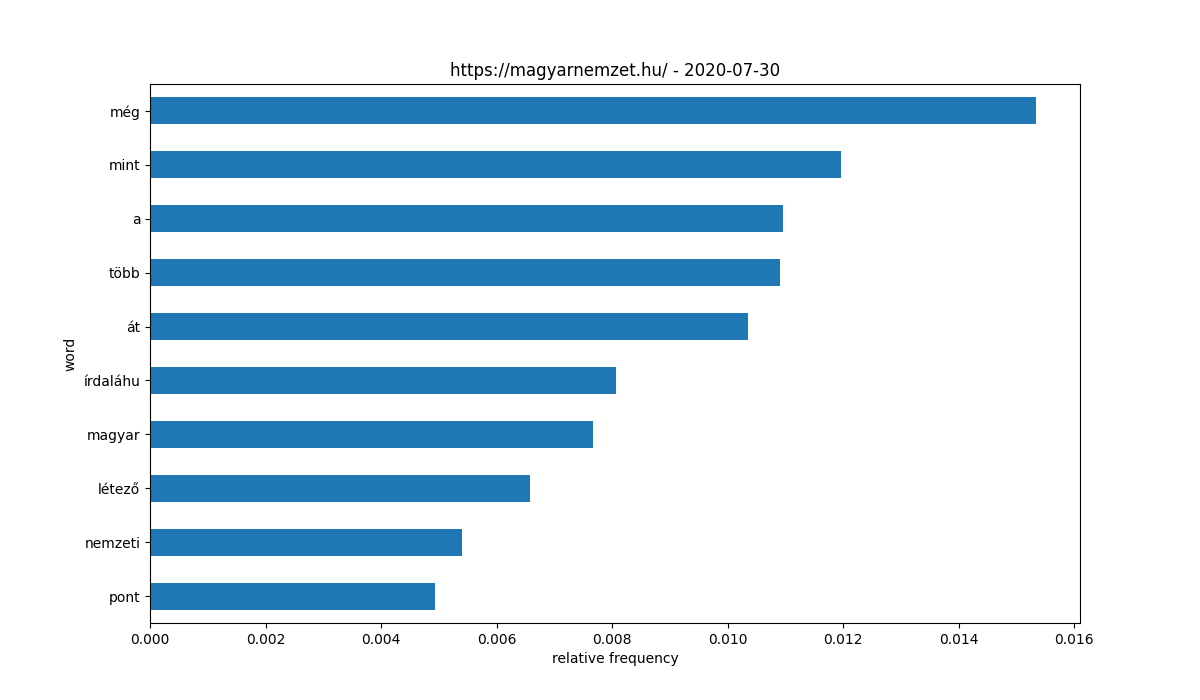 https://magyarnemzet.hu/ - 2020-07-30
még
mint
a
több
át
írdaláhu
magyar
létező
nemzeti
pont
word
0.000 0.002 0.004 0.006 0.008 0.010 0.012 0.014 0.016
relative frequency